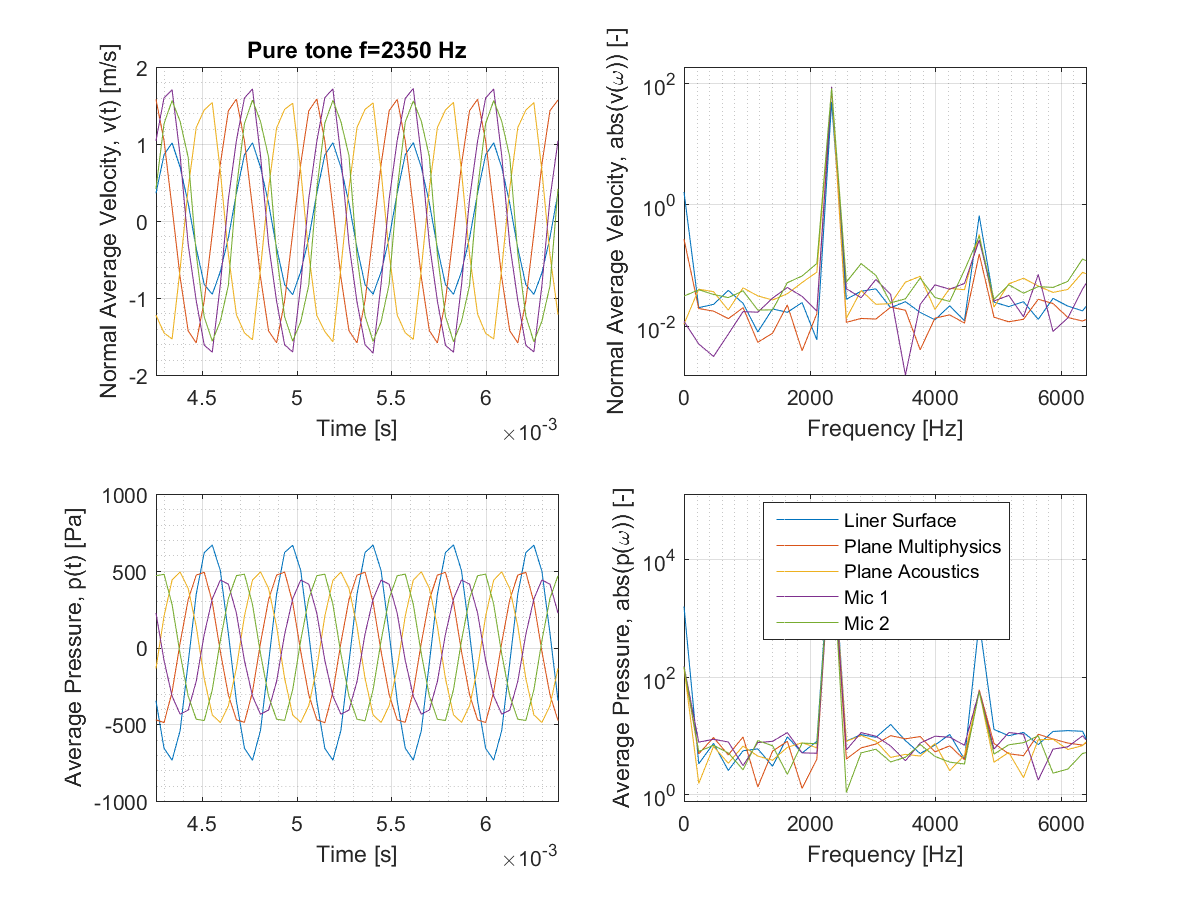 Pure tone f=2350 Hz
Normal Average Velocity, v(t) [m/s]
2
1
0
-1
-2
4.5
5
5.5
6
Time [s]
×10-3
Normal Average Velocity, abs(v(ω)) [-]
102
100
10-2
0
2000
4000
6000
Frequency [Hz]
Average Pressure, p(t) [Pa]
1000
500
0
-500
-1000
4.5
5
5.5
6
Time [s]
×10-3
Average Pressure, abs(p(ω)) [-]
104
102
100
0
2000
4000
6000
Frequency [Hz]
Liner Surface
Plane Multiphysics
Plane Acoustics
Mic 1
Mic 2